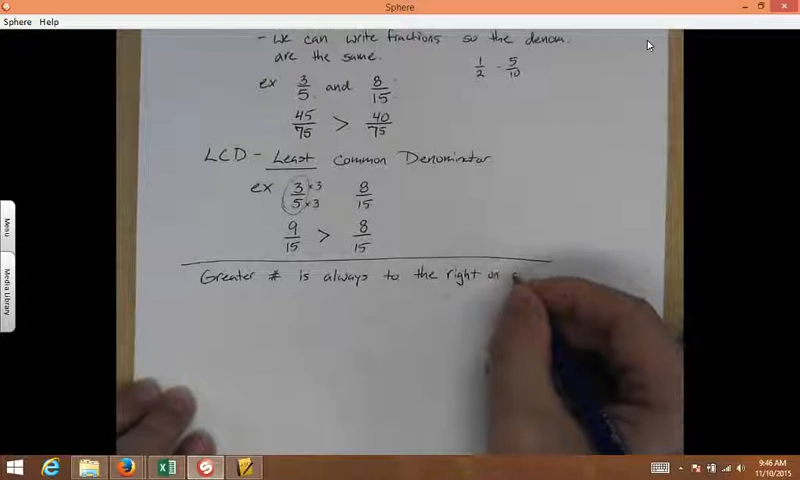 Sphere
Sphere Help
- we can write fractions so the denom.
are the same.
1/2 - 5/10
ex 3/5 and 8/15
45/75 > 40/75
LCD - Least Common Denominator
ex 3/5 ×3 ×3 8/15
9/15 > 8/15
Greater # is always to the right on
Menu
Media Library
9:46 AM
11/10/2015